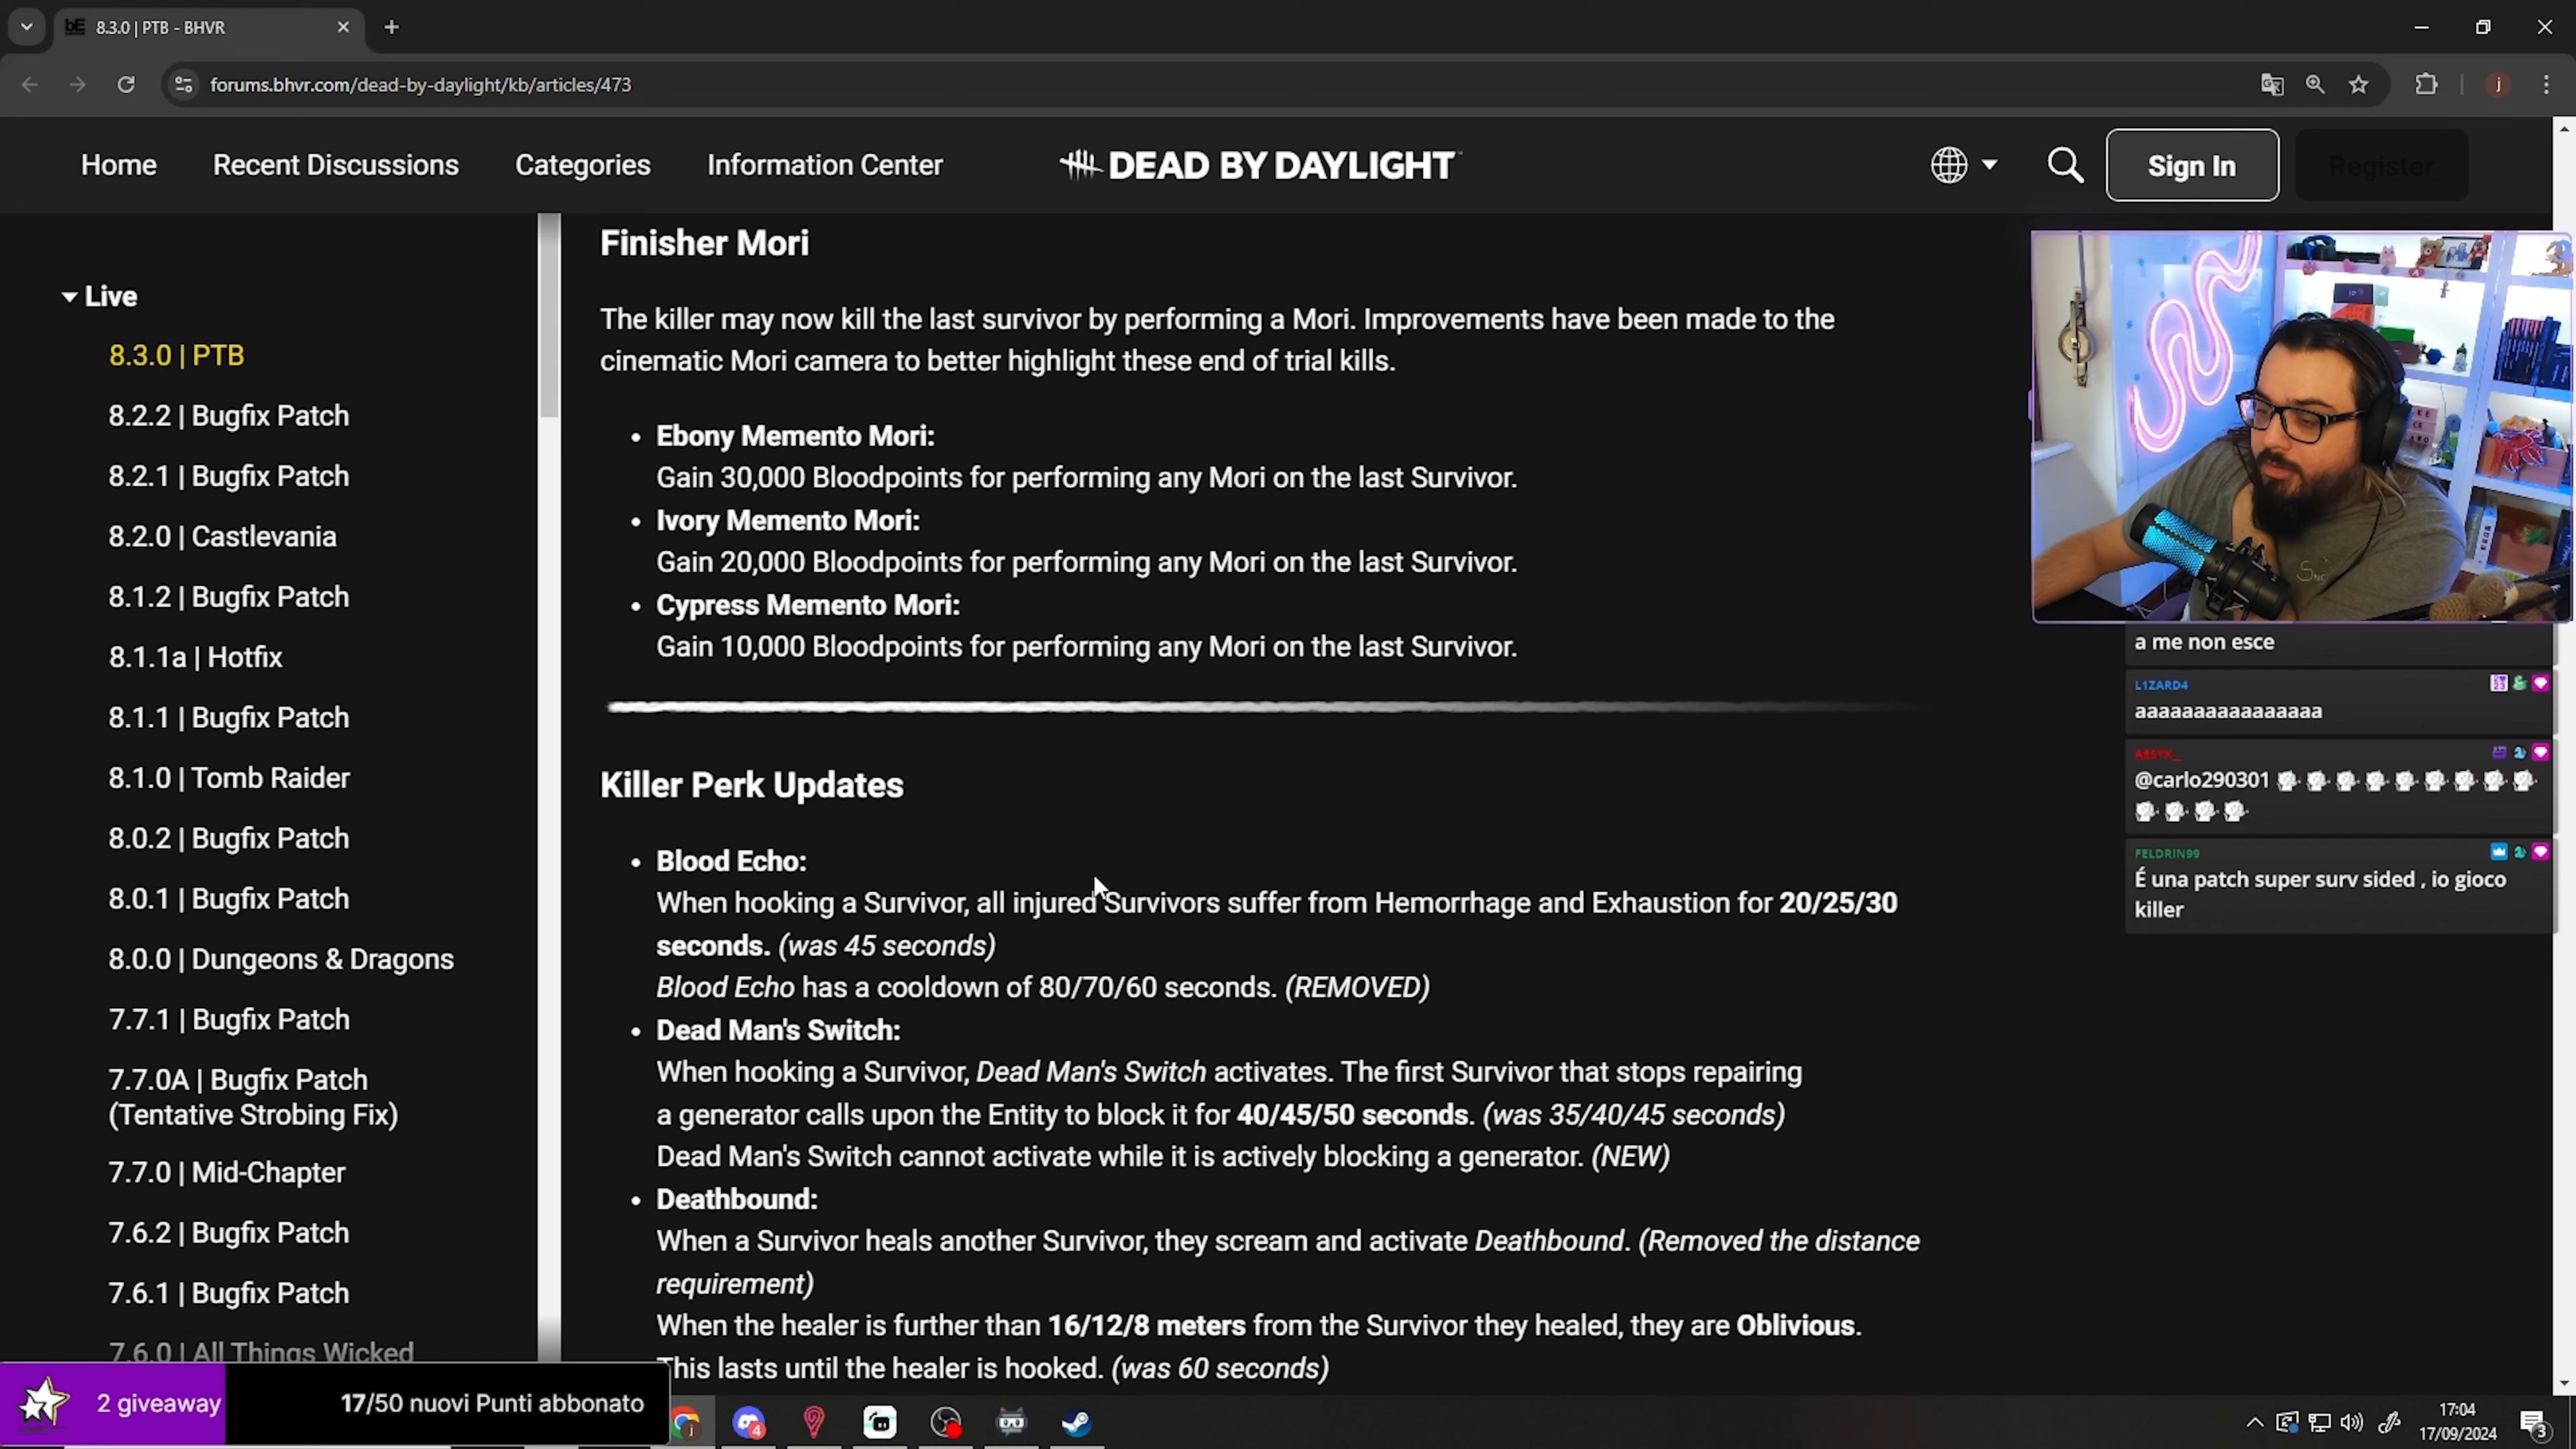 8.3.0 | PTB - BHVR
forums.bhvr.com/dead-by-daylight/kb/articles/473
j
Home
Recent Discussions
Categories
Information Center
DEAD BY DAYLIGHT
Sign In
Register
Live
8.3.0 | PTB
8.2.2 | Bugfix Patch
8.2.1 | Bugfix Patch
8.2.0 | Castlevania
8.1.2 | Bugfix Patch
8.1.1a | Hotfix
8.1.1 | Bugfix Patch
8.1.0 | Tomb Raider
8.0.2 | Bugfix Patch
8.0.1 | Bugfix Patch
8.0.0 | Dungeons & Dragons
7.7.1 | Bugfix Patch
7.7.0A | Bugfix Patch
(Tentative Strobing Fix)
7.7.0 | Mid-Chapter
7.6.2 | Bugfix Patch
7.6.1 | Bugfix Patch
7.6.0 | All Things Wicked
Finisher Mori
The killer may now kill the last survivor by performing a Mori. Improvements have been made to the
cinematic Mori camera to better highlight these end of trial kills.
• Ebony Memento Mori:
Gain 30,000 Bloodpoints for performing any Mori on the last Survivor.
• Ivory Memento Mori:
Gain 20,000 Bloodpoints for performing any Mori on the last Survivor.
• Cypress Memento Mori:
Gain 10,000 Bloodpoints for performing any Mori on the last Survivor.
Killer Perk Updates
• Blood Echo:
When hooking a Survivor, all injured Survivors suffer from Hemorrhage and Exhaustion for 20/25/30
seconds. (was 45 seconds)
Blood Echo has a cooldown of 80/70/60 seconds. (REMOVED)
• Dead Man's Switch:
When hooking a Survivor, Dead Man's Switch activates. The first Survivor that stops repairing
a generator calls upon the Entity to block it for 40/45/50 seconds. (was 35/40/45 seconds)
Dead Man's Switch cannot activate while it is actively blocking a generator. (NEW)
• Deathbound:
When a Survivor heals another Survivor, they scream and activate Deathbound. (Removed the distance
requirement)
When the healer is further than 16/12/8 meters from the Survivor they healed, they are Oblivious.
This lasts until the healer is hooked. (was 60 seconds)
a me non esce
L1ZARD4
aaaaaaaaaaaaaaaa
@carlo290301
FELDRIN99
É una patch super surv sided , io gioco
killer
2 giveaway
17/50 nuovi Punti abbonato
j
4
17:04
17/09/2024
3